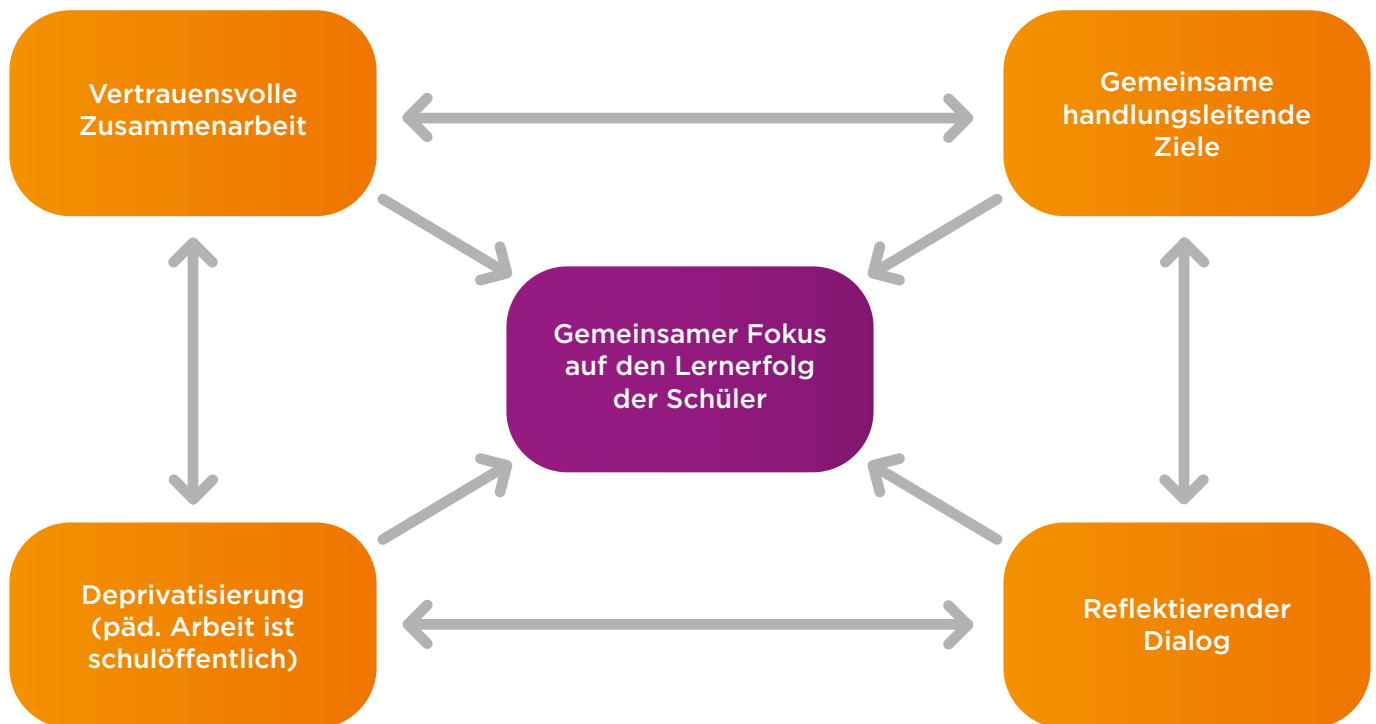 Vertrauensvolle
Zusammenarbeit
Gemeinsame
handlungsleitende
Ziele
Gemeinsamer Fokus
auf den Lernerfolg
der Schüler
Deprivatisierung
(päd. Arbeit ist
schulöffentlich)
Reflektierender
Dialog